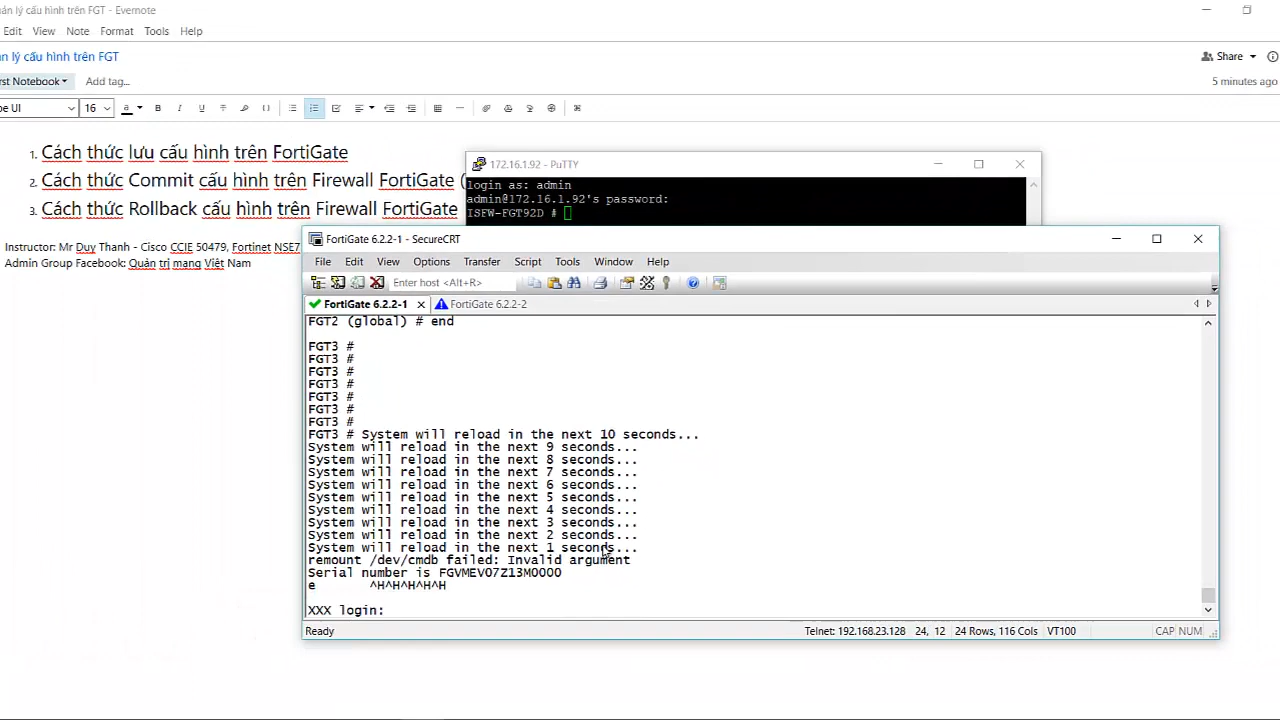 ản lý cấu hình trên FGT - Evernote
Edit View Note Format Tools Help
n lý cấu hình trên FGT
Share
rst Notebook Add tag...
5 minutes ago
oe UI 16
1. Cách thức lưu cấu hình trên FortiGate
2. Cách thức Commit cấu hình trên Firewall FortiGate (
3. Cách thức Rollback cấu hình trên Firewall FortiGate
Instructor: Mr Duy Thanh - Cisco CCIE 50479, Fortinet NSE7
Admin Group Facebook: Quản trị mạng Việt Nam
172.16.1.92 - PuTTY
login as: admin
admin@172.16.1.92's password:
ISFW-FGT92D #
FortiGate 6.2.2-1 - SecureCRT
File Edit View Options Transfer Script Tools Window Help
Enter host <Alt+R>
FortiGate 6.2.2-1 FortiGate 6.2.2-2
FGT2 (global) # end
FGT3 #
FGT3 #
FGT3 #
FGT3 #
FGT3 #
FGT3 #
FGT3 #
FGT3 # System will reload in the next 10 seconds...
System will reload in the next 9 seconds...
System will reload in the next 8 seconds...
System will reload in the next 7 seconds...
System will reload in the next 6 seconds...
System will reload in the next 5 seconds...
System will reload in the next 4 seconds...
System will reload in the next 3 seconds...
System will reload in the next 2 seconds...
System will reload in the next 1 seconds...
remount /dev/cmdb failed: Invalid argument
Serial number is FGVMEV07Z13M0000
e ^H^H^H^H^H
XXX login:
Ready Telnet: 192.168.23.128 24, 12 24 Rows, 116 Cols VT100 CAP NUM